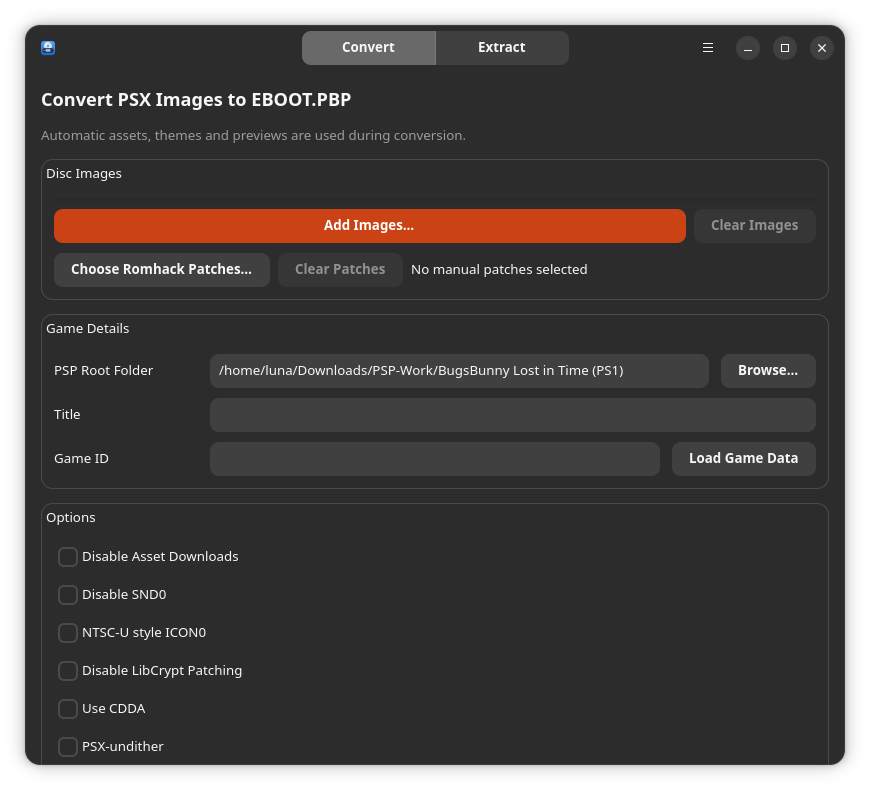 Convert Extract
Convert PSX Images to EBOOT.PBP
Automatic assets, themes and previews are used during conversion.
Disc Images
Add Images... Clear Images
Choose Romhack Patches... Clear Patches No manual patches selected
Game Details
PSP Root Folder /home/luna/Downloads/PSP-Work/BugsBunny Lost in Time (PS1) Browse...
Title
Game ID Load Game Data
Options
Disable Asset Downloads
Disable SND0
NTSC-U style ICON0
Disable LibCrypt Patching
Use CDDA
PSX-undither